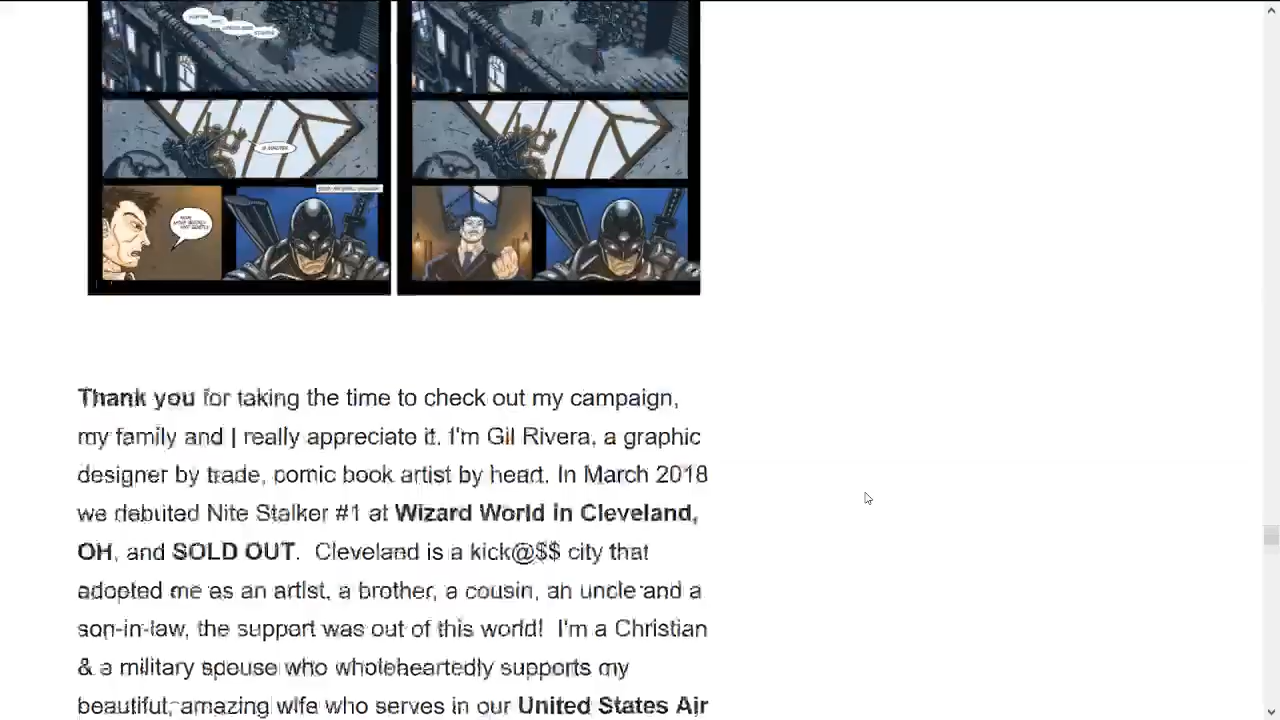 Thank you for taking the time to check out my campaign,
my family and I really appreciate it. I'm Gil Rivera, a graphic
designer by trade, comic book artist by heart. In March 2018
we debuted Nite Stalker #1 at Wizard World in Cleveland,
OH, and SOLD OUT. Cleveland is a kick@$$ city that
adopted me as an artist, a brother, a cousin, an uncle and a
son-in-law, the support was out of this world! I'm a Christian
& a military spouse who wholeheartedly supports my
beautiful, amazing wife who serves in our United States Air